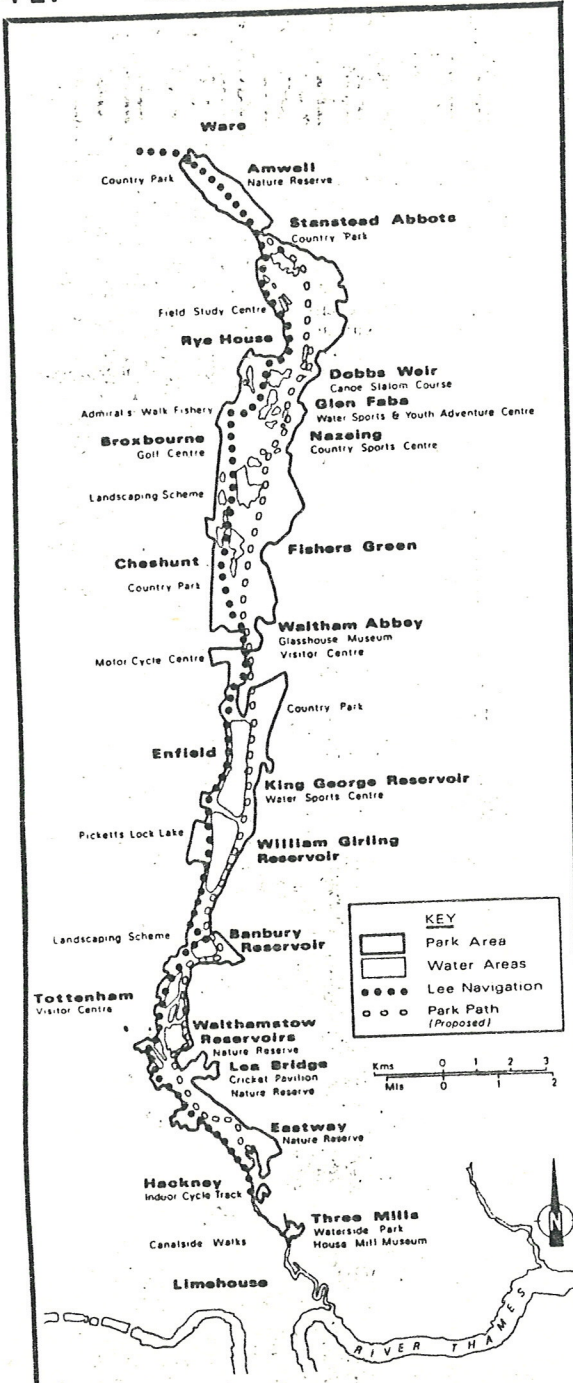 Ware
Country Park
Amwell
Nature Reserve
Stanstead Abbots
Country Park
Field Study Centre
Rye House
Dobbs Weir
Canoe Slalom Course
Admirals Walk Fishery
Glen Faba
Water Sports & Youth Adventure Centre
Broxbourne
Golf Centre
Nazeing
Country Sports Centre
Landscaping Scheme
Fishers Green
Cheshunt
Country Park
Waltham Abbey
Glasshouse Museum
Visitor Centre
Motor Cycle Centre
Country Park
Enfield
King George Reservoir
Water Sports Centre
Picketts Lock Lake
William Girling
Reservoir
Landscaping Scheme
Banbury
Reservoir
KEY
Park Area
Water Areas
Lee Navigation
Park Path
(Proposed)
Tottenham
Visitor Centre
Walthamstow
Reservoirs
Nature Reserve
Lea Bridge
Cricket Pavilion
Nature Reserve
Kms 0 1 2 3
Mls 0 1 2
Eastway
Nature Reserve
Hackney
Indoor Cycle Track
Three Mills
Waterside Park
House Mill Museum
Canalside Walks
N
Limehouse
RIVER THAMES